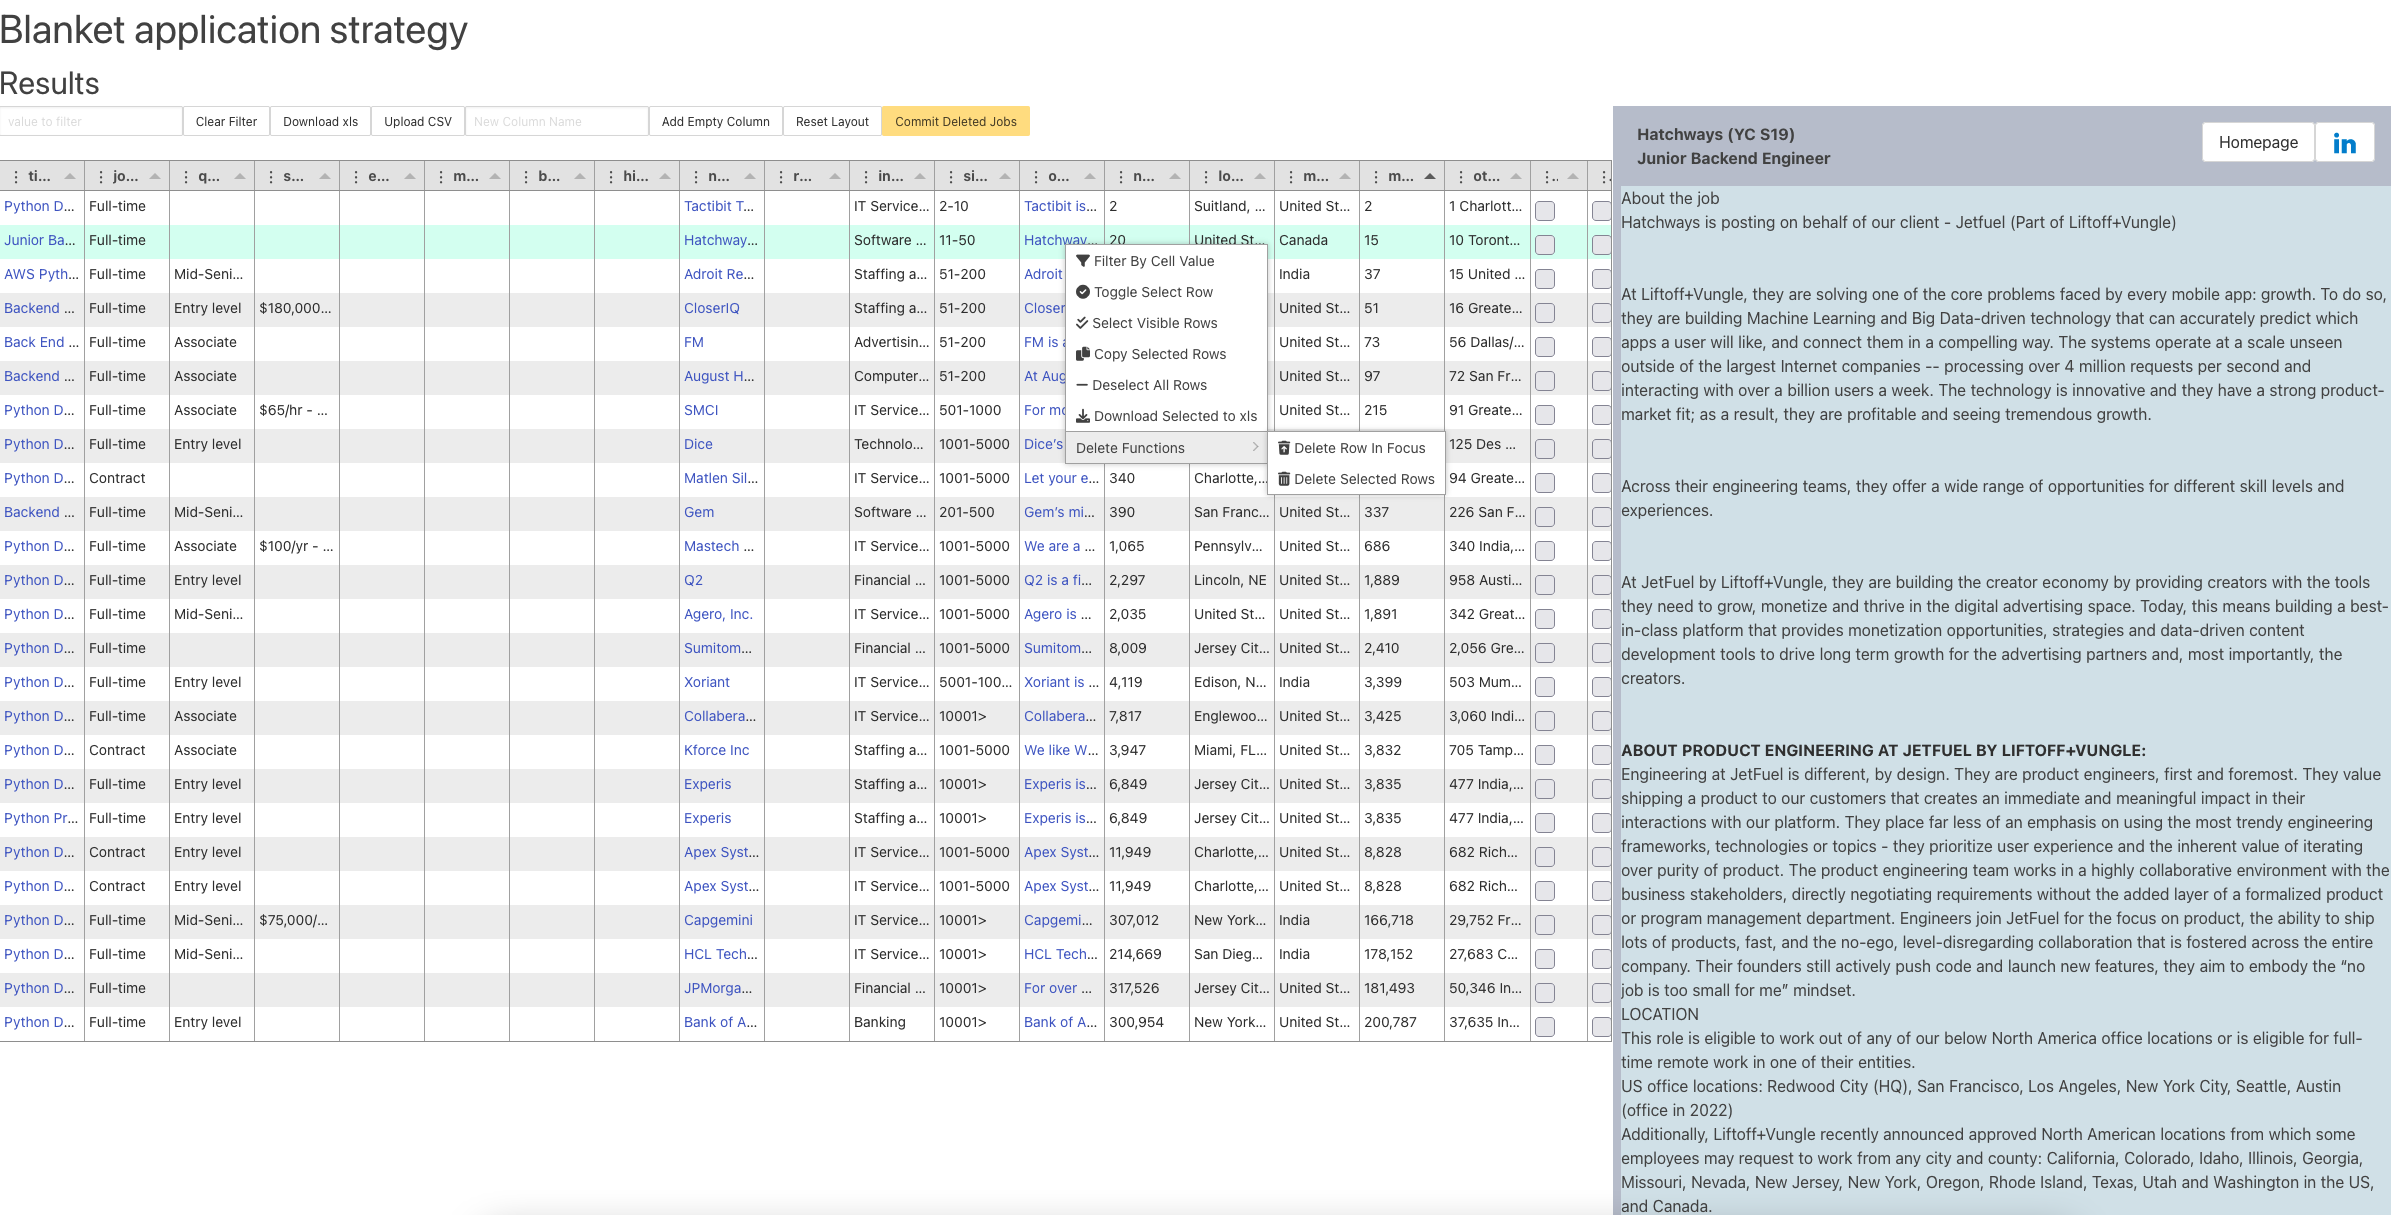 Blanket application strategy
Results
value to filter Clear Filter Download xls Upload CSV New Column Name Add Empty Column Reset Layout Commit Deleted Jobs
ti... jo... q... s... e... m... b... hi... n... r... in... si... o... n... lo... m... m... ot...
Python D... Full-time Tactibit T... IT Service... 2-10 Tactibit is... 2 Suitland, ... United St... 2 1 Charlott...
Junior Ba... Full-time Hatchway... Software ... 11-50 Hatchway... 20 United St... Canada 15 10 Toront...
AWS Pyth... Full-time Mid-Seni... Adroit Re... Staffing a... 51-200 Adroit India 37 15 United ...
Backend ... Full-time Entry level $180,000... CloserIQ Staffing a... 51-200 Closer United St... 51 16 Greate...
Back End ... Full-time Associate FM Advertisin... 51-200 FM is United St... 73 56 Dallas/...
Backend ... Full-time Associate August H... Computer... 51-200 At Aug United St... 97 72 San Fr...
Python D... Full-time Associate $65/hr - ... SMCI IT Service... 501-1000 For mo United St... 215 91 Greate...
Python D... Full-time Entry level Dice Technolo... 1001-5000 Dice's 125 Des ...
Python D... Contract Matlen Sil... IT Service... 1001-5000 Let your e... 340 Charlotte,... 94 Greate...
Backend ... Full-time Mid-Seni... Gem Software ... 201-500 Gem's mi... 390 San Franc... United St... 337 226 San F...
Python D... Full-time Associate $100/yr - ... Mastech ... IT Service... 1001-5000 We are a ... 1,065 Pennsylv... United St... 686 340 India,...
Python D... Full-time Entry level Q2 Financial ... 1001-5000 Q2 is a fi... 2,297 Lincoln, NE United St... 1,889 958 Austi...
Python D... Full-time Mid-Seni... Agero, Inc. IT Service... 1001-5000 Agero is ... 2,035 United St... United St... 1,891 342 Great...
Python D... Full-time Sumitom... Financial ... 1001-5000 Sumitom... 8,009 Jersey Cit... United St... 2,410 2,056 Gre...
Python D... Full-time Entry level Xoriant IT Service... 5001-100... Xoriant is ... 4,119 Edison, N... India 3,399 503 Mum...
Python D... Full-time Associate Collabera... IT Service... 10001> Collabera... 7,817 Englewoo... United St... 3,425 3,060 Indi...
Python D... Contract Associate Kforce Inc Staffing a... 1001-5000 We like W... 3,947 Miami, FL... United St... 3,832 705 Tamp...
Python D... Full-time Entry level Experis Staffing a... 10001> Experis is... 6,849 Jersey Cit... United St... 3,835 477 India,...
Python Pr... Full-time Entry level Experis Staffing a... 10001> Experis is... 6,849 Jersey Cit... United St... 3,835 477 India,...
Python D... Contract Entry level Apex Syst... IT Service... 1001-5000 Apex Syst... 11,949 Charlotte,... United St... 8,828 682 Rich...
Python D... Contract Entry level Apex Syst... IT Service... 1001-5000 Apex Syst... 11,949 Charlotte,... United St... 8,828 682 Rich...
Python D... Full-time Mid-Seni... $75,000/... Capgemini IT Service... 10001> Capgemi... 307,012 New York... India 166,718 29,752 Fr...
Python D... Full-time Mid-Seni... HCL Tech... IT Service... 10001> HCL Tech... 214,669 San Dieg... India 178,152 27,683 C...
Python D... Full-time JPMorga... Financial ... 10001> For over ... 317,526 Jersey Cit... United St... 181,493 50,346 In...
Python D... Full-time Entry level Bank of A... Banking 10001> Bank of A... 300,954 New York... United St... 200,787 37,635 In...
Filter By Cell Value
Toggle Select Row
Select Visible Rows
Copy Selected Rows
Deselect All Rows
Download Selected to xls
Delete Functions
Delete Row In Focus
Delete Selected Rows
Hatchways (YC S19)
Junior Backend Engineer
Homepage in
About the job
Hatchways is posting on behalf of our client - Jetfuel (Part of Liftoff+Vungle)
At Liftoff+Vungle, they are solving one of the core problems faced by every mobile app: growth. To do so,
they are building Machine Learning and Big Data-driven technology that can accurately predict which
apps a user will like, and connect them in a compelling way. The systems operate at a scale unseen
outside of the largest Internet companies -- processing over 4 million requests per second and
interacting with over a billion users a week. The technology is innovative and they have a strong product-
market fit; as a result, they are profitable and seeing tremendous growth.
Across their engineering teams, they offer a wide range of opportunities for different skill levels and
experiences.
At JetFuel by Liftoff+Vungle, they are building the creator economy by providing creators with the tools
they need to grow, monetize and thrive in the digital advertising space. Today, this means building a best-
in-class platform that provides monetization opportunities, strategies and data-driven content
development tools to drive long term growth for the advertising partners and, most importantly, the
creators.
ABOUT PRODUCT ENGINEERING AT JETFUEL BY LIFTOFF+VUNGLE:
Engineering at JetFuel is different, by design. They are product engineers, first and foremost. They value
shipping a product to our customers that creates an immediate and meaningful impact in their
interactions with our platform. They place far less of an emphasis on using the most trendy engineering
frameworks, technologies or topics - they prioritize user experience and the inherent value of iterating
over purity of product. The product engineering team works in a highly collaborative environment with the
business stakeholders, directly negotiating requirements without the added layer of a formalized product
or program management department. Engineers join JetFuel for the focus on product, the ability to ship
lots of products, fast, and the no-ego, level-disregarding collaboration that is fostered across the entire
company. Their founders still actively push code and launch new features, they aim to embody the “no
job is too small for me” mindset.
LOCATION
This role is eligible to work out of any of our below North America office locations or is eligible for full-
time remote work in one of their entities.
US office locations: Redwood City (HQ), San Francisco, Los Angeles, New York City, Seattle, Austin
(office in 2022)
Additionally, Liftoff+Vungle recently announced approved North American locations from which some
employees may request to work from any city and county: California, Colorado, Idaho, Illinois, Georgia,
Missouri, Nevada, New Jersey, New York, Oregon, Rhode Island, Texas, Utah and Washington in the US,
and Canada.